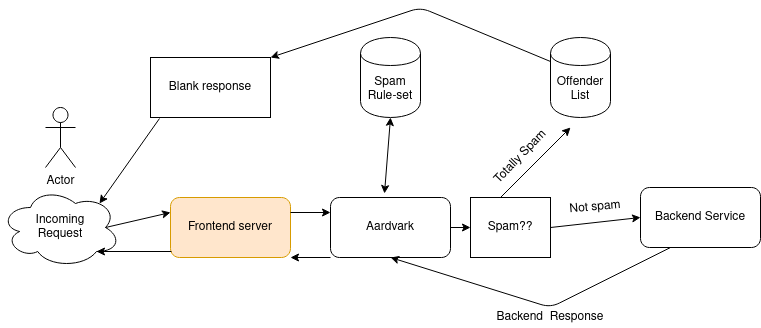 Blank response
Spam
Rule-set
Offender
List
Totally Spam
Actor
Incoming
Request
Frontend server
Aardvark
Spam??
Not spam
Backend Service
Backend  Response